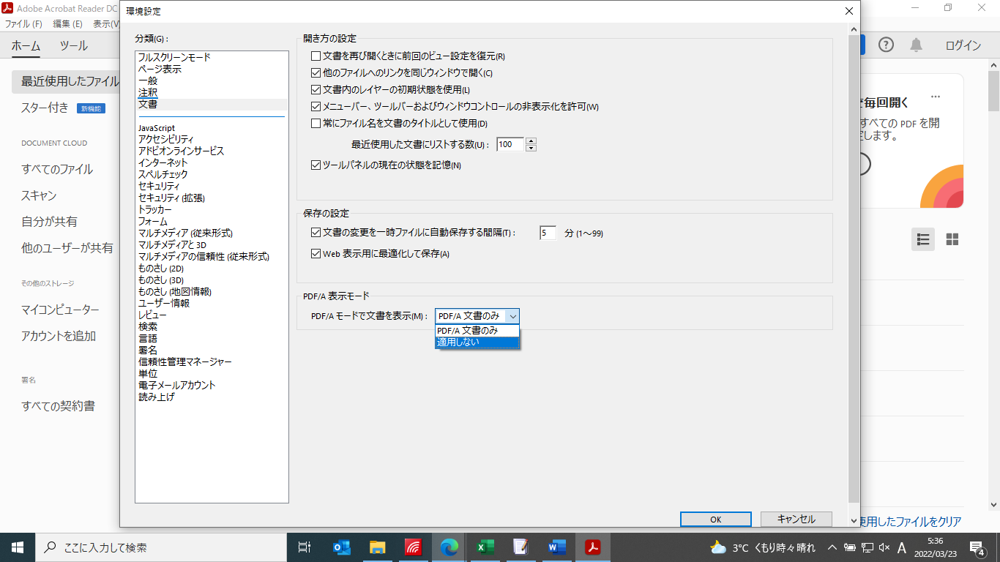 Adobe Acrobat Reader DC
ファイル (F) 編集 (E) 表示(V
ホーム ツール
ログイン
最近使用したファイル
スター付き 新機能
DOCUMENT CLOUD
すべてのファイル
スキャン
自分が共有
他のユーザーが共有
その他のストレージ
マイコンピューター
アカウントを追加
署名
すべての契約書
環境設定
分類(G) :
フルスクリーンモード
ページ表示
一般
注釈
文書
JavaScript
アクセシビリティ
アドビオンラインサービス
インターネット
スペルチェック
セキュリティ
セキュリティ (拡張)
トラッカー
フォーム
マルチメディア (従来形式)
マルチメディアと 3D
マルチメディアの信頼性 (従来形式)
ものさし (2D)
ものさし (3D)
ものさし (地図情報)
ユーザー情報
レビュー
検索
言語
署名
信頼性管理マネージャー
単位
電子メールアカウント
読み上げ
開き方の設定
文書を再び開くときに前回のビュー設定を復元(R)
他のファイルへのリンクを同じウィンドウで開く(C)
文書内のレイヤーの初期状態を使用(L)
メニューバー、ツールバーおよびウィンドウコントロールの非表示化を許可(W)
常にファイル名を文書のタイトルとして使用(D)
最近使用した文書にリストする数(U) : 100
ツールパネルの現在の状態を記憶(N)
保存の設定
文書の変更を一時ファイルに自動保存する間隔(T) : 5 分 (1～99)
Web 表示用に最適化して保存(A)
PDF/A 表示モード
PDF/A モードで文書を表示(M) : PDF/A 文書のみ
PDF/A 文書のみ
適用しない
OK キャンセル
毎回開く
すべての PDF を開
します。
使用したファイルをクリア
ここに入力して検索
3°C くもり時々晴れ
A
5:36
2022/03/23
4